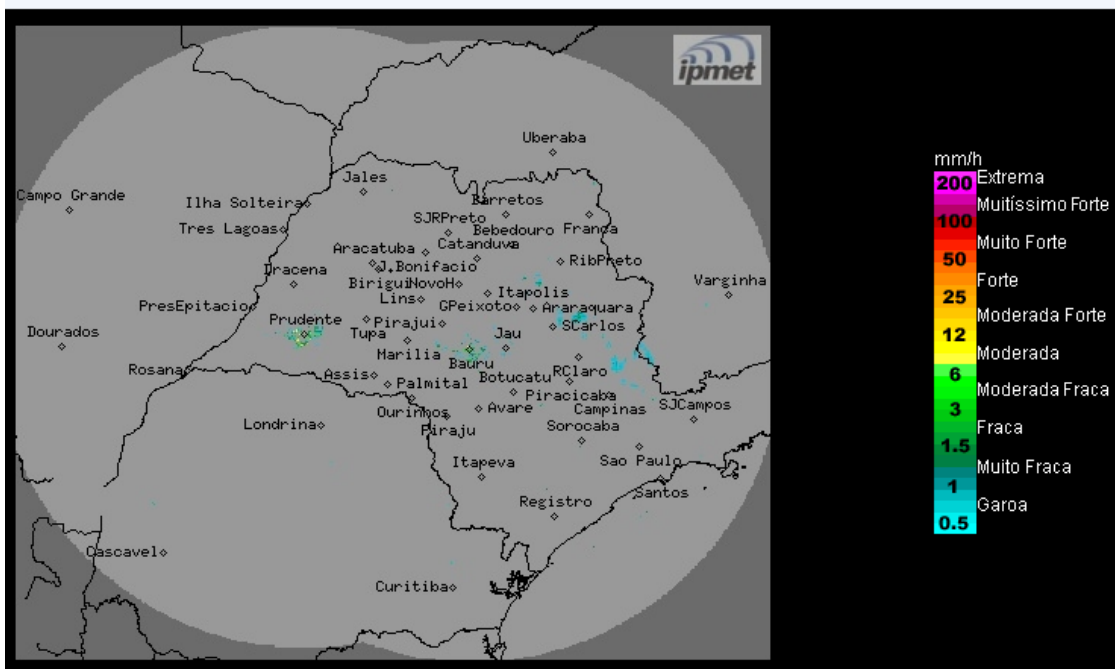 ipmet
Uberaba
Jales
Campo Grande
Ilha Solteira
Barretos
SJRPreto
Tres Lagoas
Bebedouro
Franca
Catanduva
Aracatuba
RibPreto
J.Bonifacio
Dracena
Varginha
Birigui
NovoH
Itapolis
Lins
PresEpitacio
GPeixoto
Araraquara
Prudente
Pirajui
SCarlos
Dourados
Tupa
Jau
Marilia
Bauru
Rosana
Assis
RClaro
Botucatu
Palmital
Piracicaba
Ourinhos
Avare
Campinas
SJCampos
Londrina
Piraju
Sorocaba
Itapeva
Sao Paulo
Santos
Registro
Cascavel
Curitiba
mm/h
200 Extrema
Muitíssimo Forte
100
Muito Forte
50
Forte
25
Moderada Forte
12
Moderada
6
Moderada Fraca
3
Fraca
1.5
Muito Fraca
1
Garoa
0.5